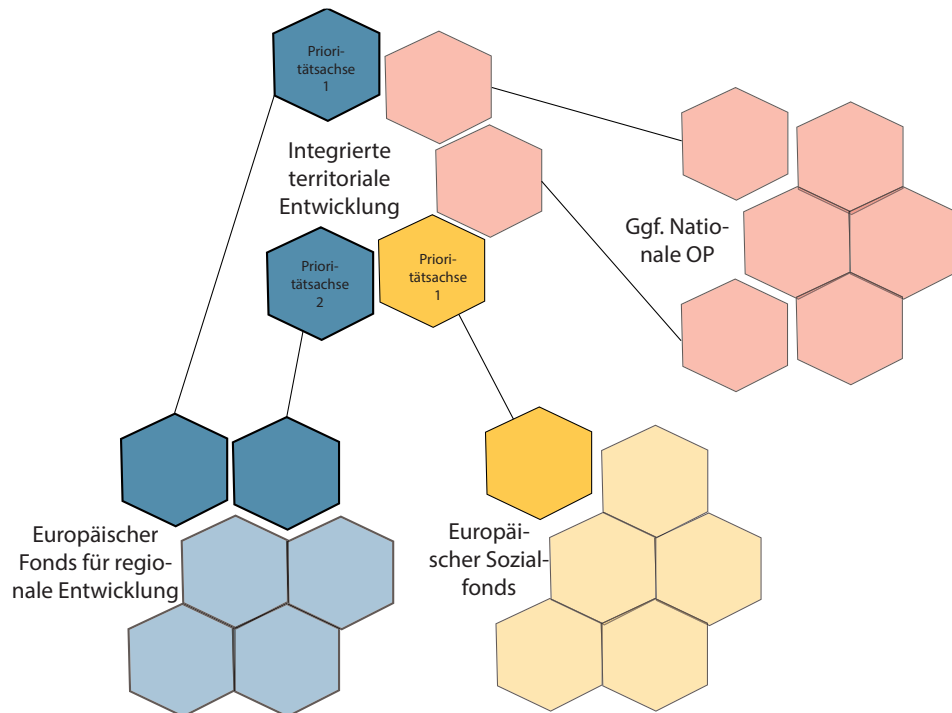 Priori-
tätsachse
1
Integrierte
territoriale
Entwicklung
Ggf. Natio-
nale OP
Priori-
tätsachse
2
Priori-
tätsachse
1
Europäischer
Fonds für regio-
nale Entwicklung
Europäi-
scher Sozial-
fonds